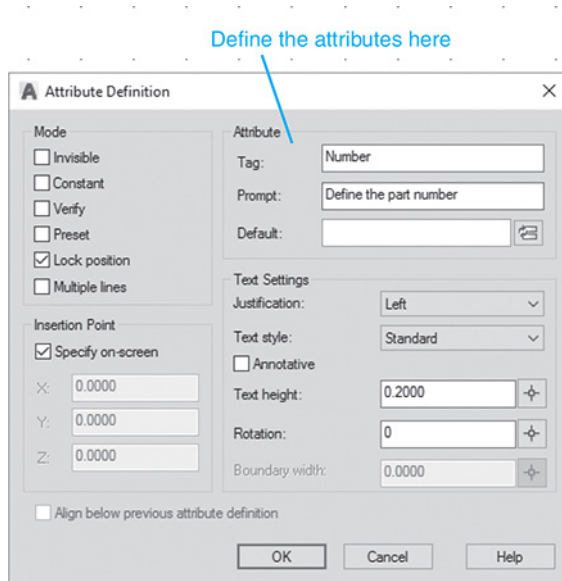 Define the attributes here
Attribute Definition
Mode
Invisible
Constant
Verify
Preset
Lock position
Multiple lines
Insertion Point
Specify on-screen
X: 0.0000
Y: 0.0000
Z: 0.0000
Attribute
Tag: Number
Prompt: Define the part number
Default:
Text Settings
Justification: Left
Text style: Standard
Annotative
Text height: 0.2000
Rotation: 0
Boundary width: 0.0000
Align below previous attribute definition
OK Cancel Help